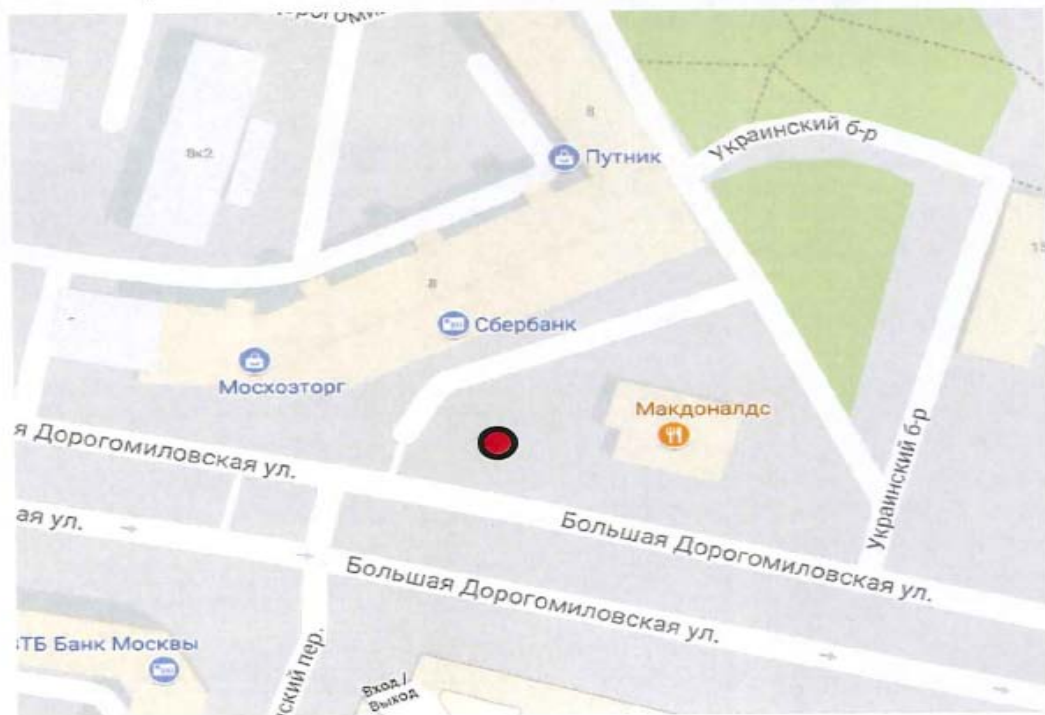 8
8к2
Путник
Украинский б-р
8
Сбербанк
Мосхозторг
Макдоналдс
я Дорогомиловская ул.
Украинский б-р
ая ул.
Большая Дорогомиловская ул.
Большая Дорогомиловская ул.
ТБ Банк Москвы
ский пер.
Вход /
Выход